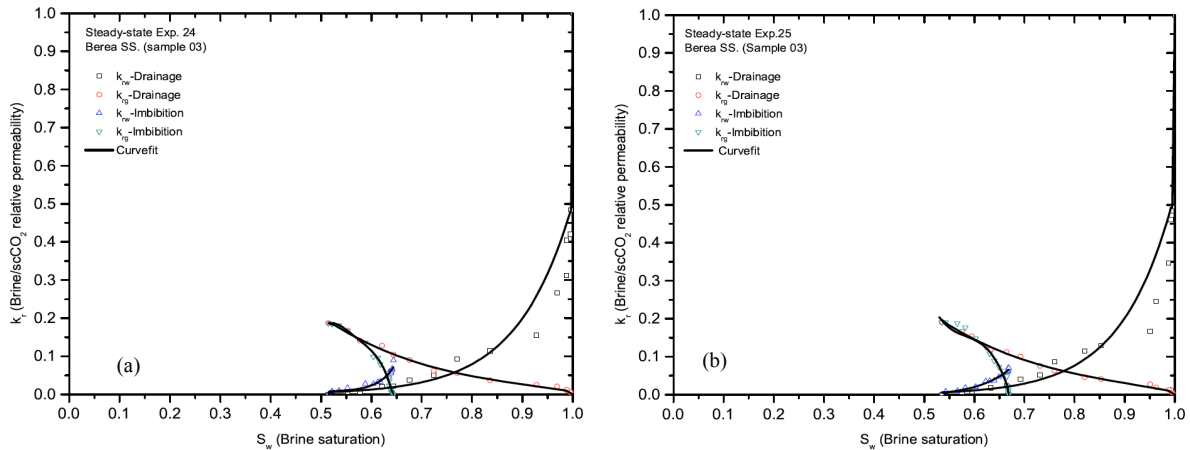 Steady-state Exp. 24
Berea SS. (sample 03)
k_rw-Drainage
k_rg-Drainage
k_rw-Imbibition
k_rg-Imbibition
Curvefit
k_r (Brine/scCO_2 relative permeability)
1.0
0.9
0.8
0.7
0.6
0.5
0.4
0.3
0.2
0.1
0.0
(a)
0.0 0.1 0.2 0.3 0.4 0.5 0.6 0.7 0.8 0.9 1.0
S_w (Brine saturation)
Steady-state Exp.25
Berea SS. (Sample 03)
k_rw-Drainage
k_rg-Drainage
k_rw-Imbibition
k_rg-Imbibition
Curvefit
k_r (Brine/scCO_2 relative permeability)
1.0
0.9
0.8
0.7
0.6
0.5
0.4
0.3
0.2
0.1
0.0
(b)
0.0 0.1 0.2 0.3 0.4 0.5 0.6 0.7 0.8 0.9 1.0
S_w (Brine saturation)